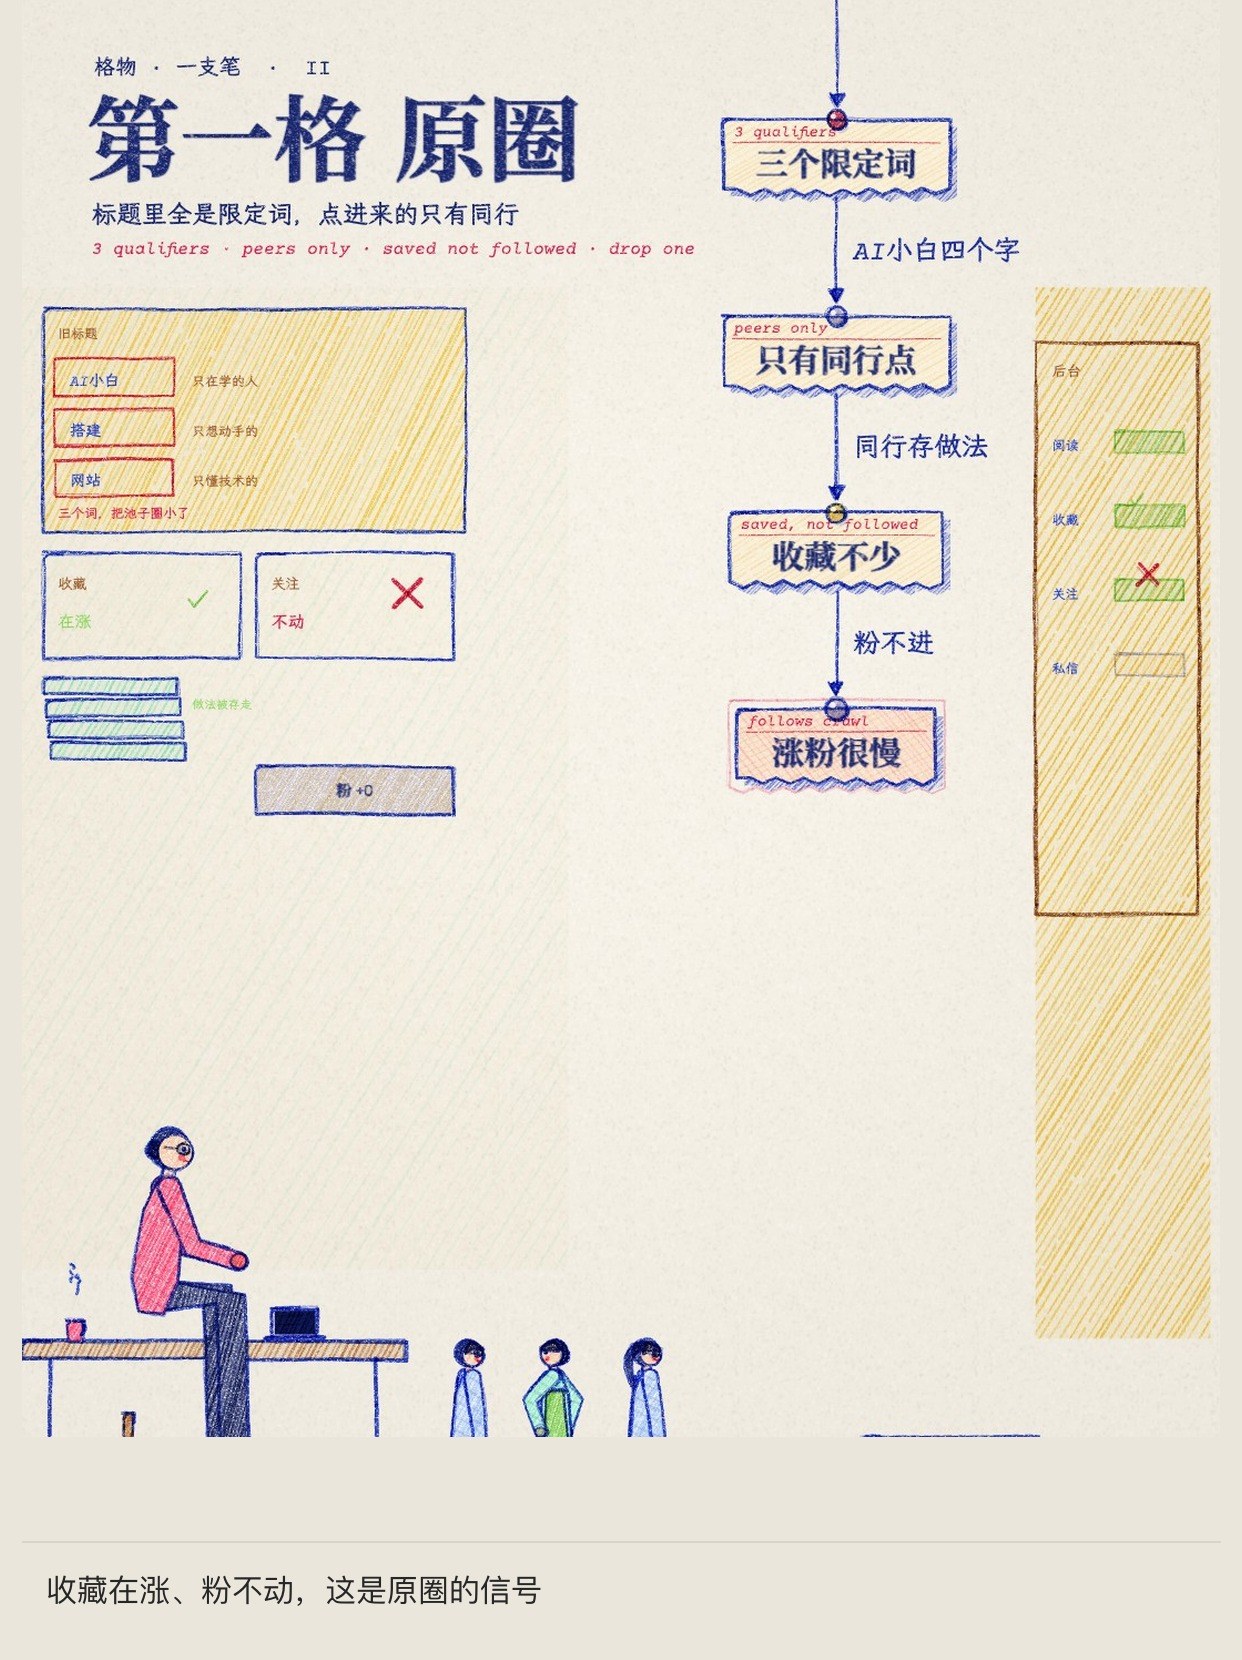 格物 · 一支笔 · II
第一格 原圈
标题里全是限定词，点进来的只有同行
3 qualifiers · peers only · saved not followed · drop one
旧标题
AI小白 只在学的人
搭建 只想动手的
网站 只懂技术的
三个词，把池子圈小了
收藏
在涨
关注
不动
做法被存走
粉 +0
3 qualifiers
三个限定词
AI小白四个字
peers only
只有同行点
同行存做法
saved, not followed
收藏不少
粉不进
follows crawl
涨粉很慢
后台
阅读
收藏
关注
私信
收藏在涨、粉不动，这是原圈的信号